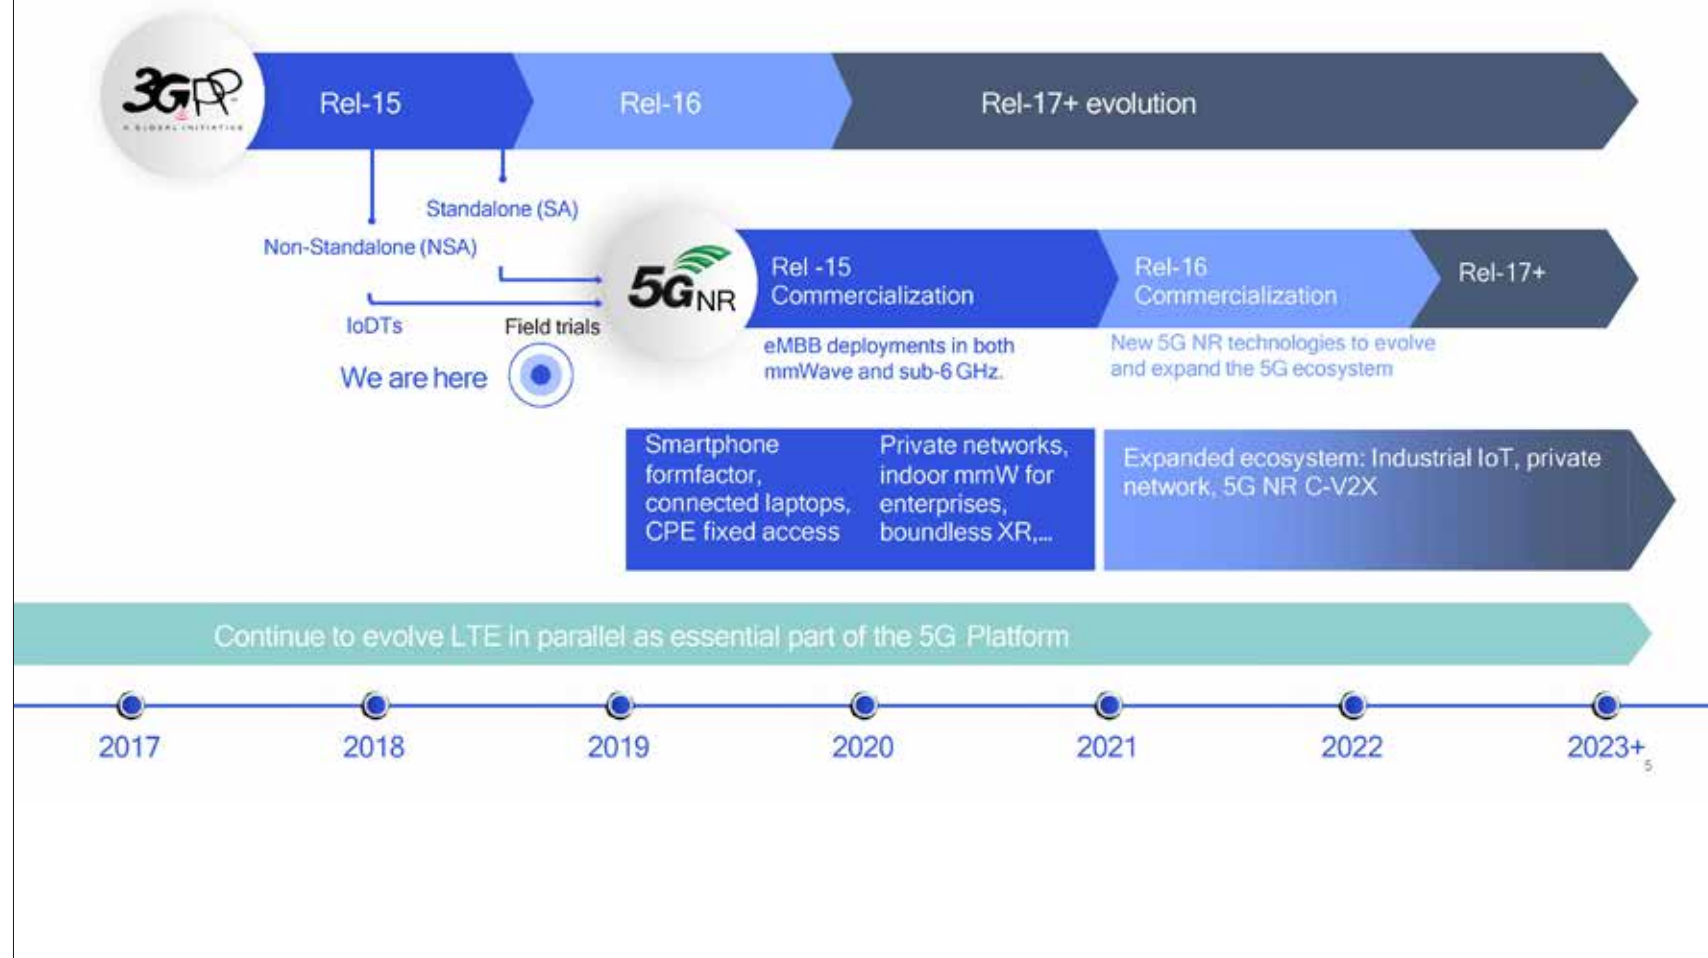 3GPP
A GLOBAL INITIATIVE
Rel-15
Rel-16
Rel-17+ evolution
Standalone (SA)
Non-Standalone (NSA)
5G NR
Rel -15
Commercialization
Rel-16
Commercialization
Rel-17+
IoDTs
Field trials
We are here
eMBB deployments in both
mmWave and sub-6 GHz.
New 5G NR technologies to evolve
and expand the 5G ecosystem
Smartphone
formfactor,
connected laptops,
CPE fixed access
Private networks,
indoor mmW for
enterprises,
boundless XR,...
Expanded ecosystem: Industrial IoT, private
network, 5G NR C-V2X
Continue to evolve LTE in parallel as essential part of the 5G Platform
2017
2018
2019
2020
2021
2022
2023+
5